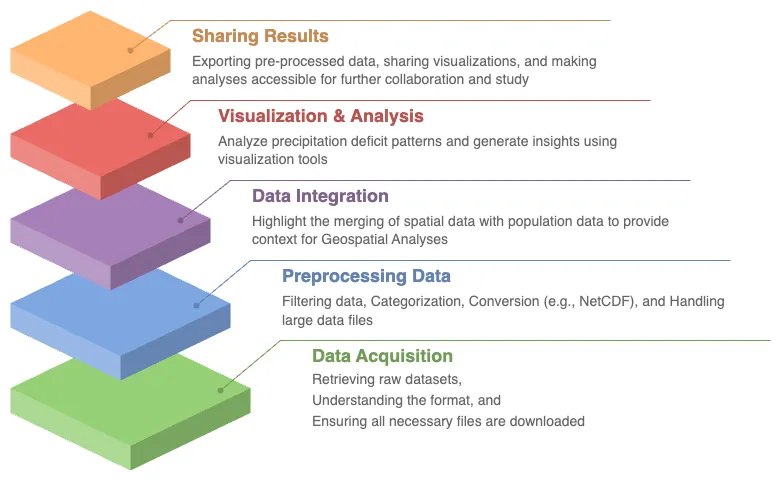 Sharing Results
Exporting pre-processed data, sharing visualizations, and making
analyses accessible for further collaboration and study
Visualization & Analysis
Analyze precipitation deficit patterns and generate insights using
visualization tools
Data Integration
Highlight the merging of spatial data with population data to provide
context for Geospatial Analyses
Preprocessing Data
Filtering data, Categorization, Conversion (e.g., NetCDF), and Handling
large data files
Data Acquisition
Retrieving raw datasets,
Understanding the format, and
Ensuring all necessary files are downloaded